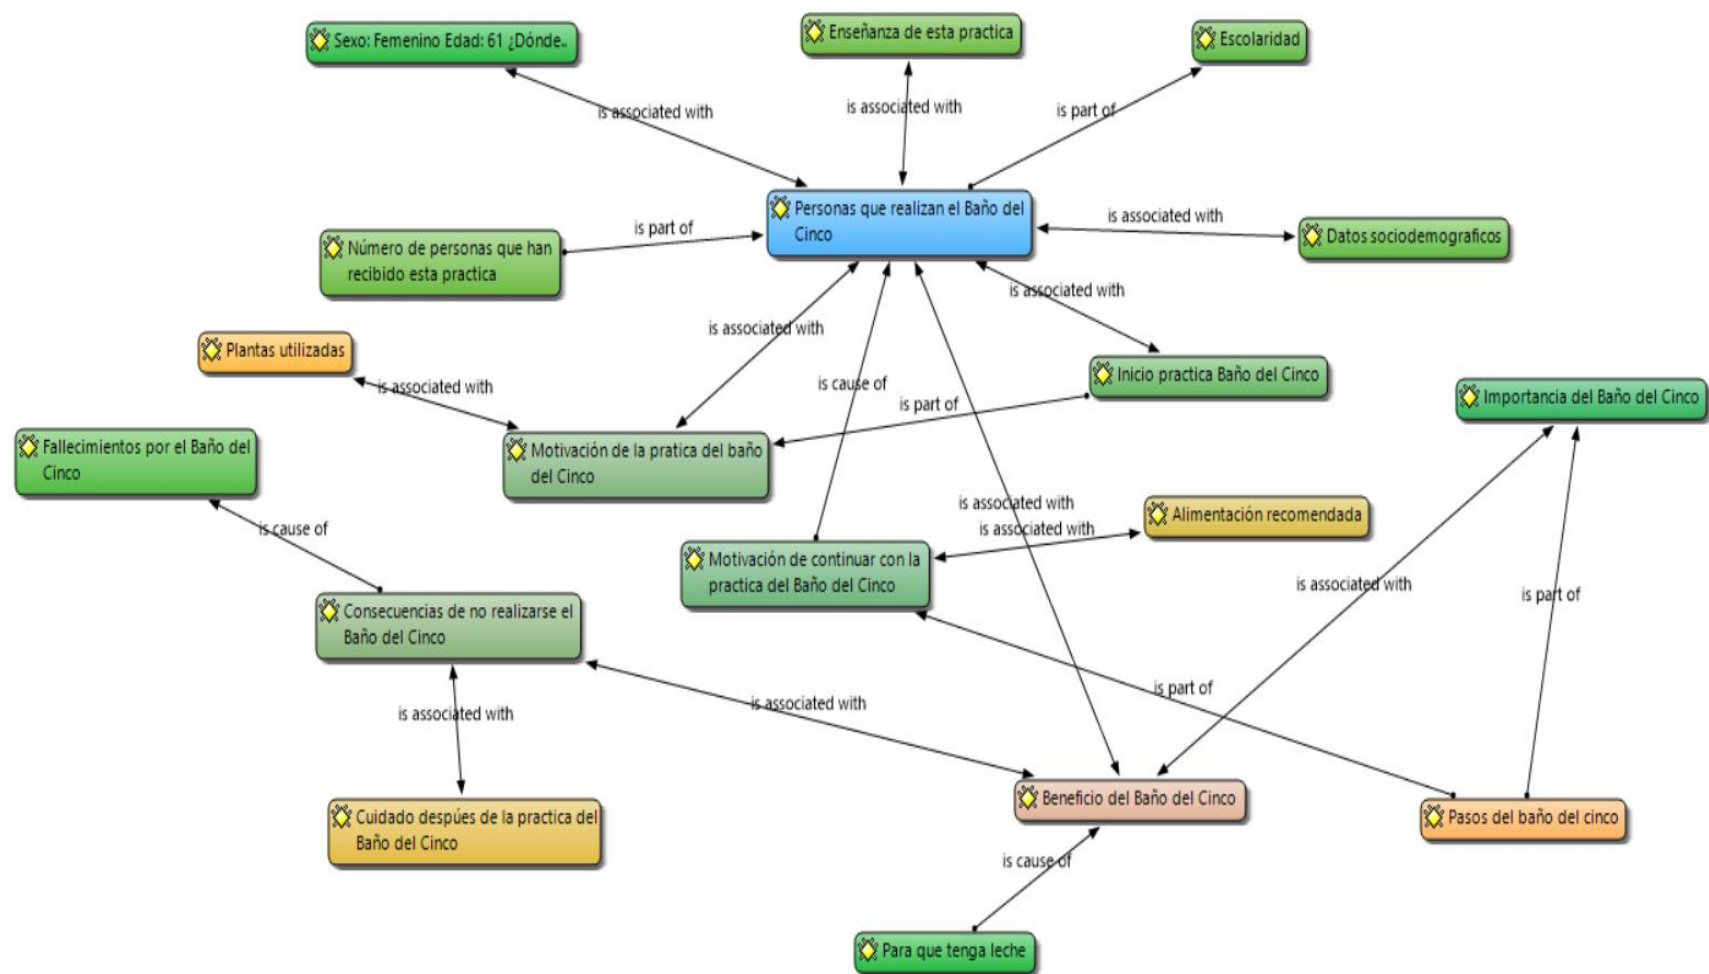 Sexo: Femenino Edad: 61 ¿Dónde..
Enseñanza de esta practica
Escolaridad
is associated with
is associated with
is part of
Personas que realizan el Baño del
Cinco
is associated with
Datos sociodemograficos
is part of
Número de personas que han
recibido esta practica
is associated with
is associated with
Plantas utilizadas
is associated with
is cause of
Inicio practica Baño del Cinco
is part of
Importancia del Baño del Cinco
Fallecimientos por el Baño del
Cinco
Motivación de la pratica del baño
del Cinco
is associated with
is associated with
Alimentación recomendada
is cause of
Motivación de continuar con la
practica del Baño del Cinco
is associated with
is part of
Consecuencias de no realizarse el
Baño del Cinco
is associated with
is associated with
is part of
Cuidado despúes de la practica del
Baño del Cinco
Beneficio del Baño del Cinco
Pasos del baño del cinco
is cause of
Para que tenga leche